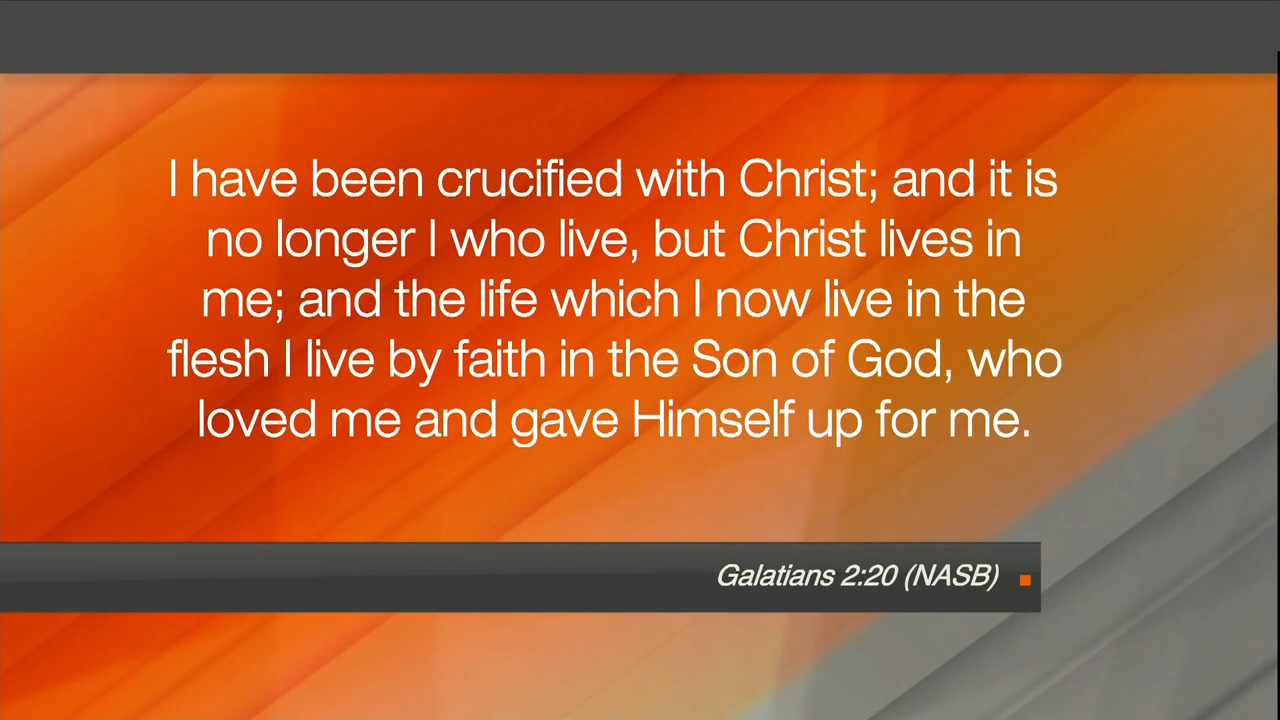 I have been crucified with Christ; and it is
no longer I who live, but Christ lives in
me; and the life which I now live in the
flesh I live by faith in the Son of God, who
loved me and gave Himself up for me.
Galatians 2:20 (NASB)